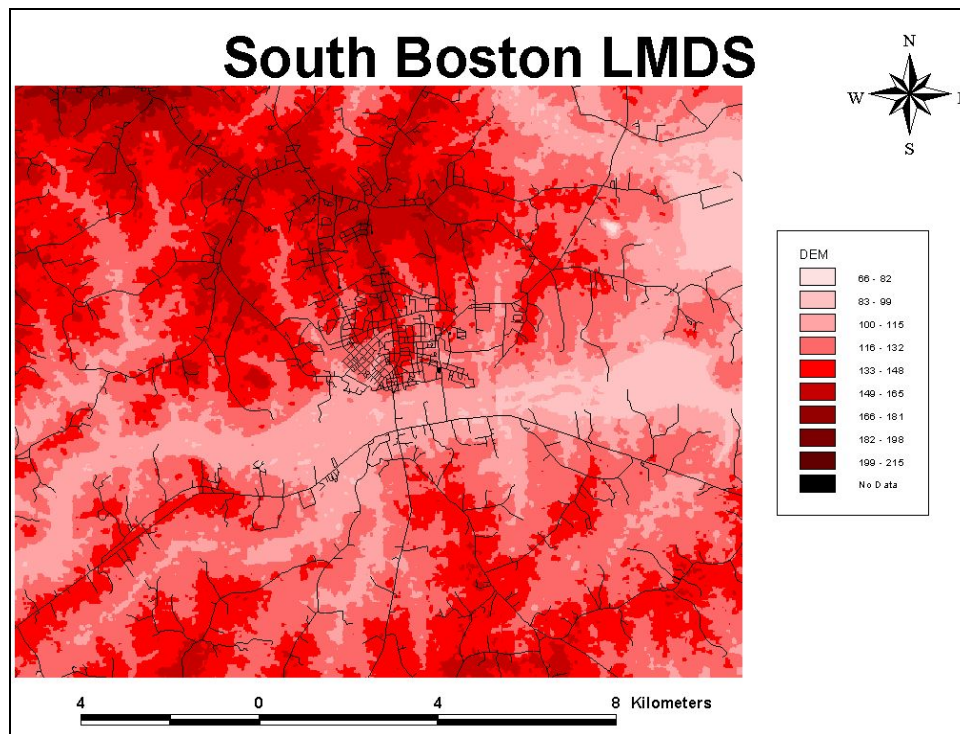 South Boston LMDS
N
W
S
DEM
66 - 82
83 - 99
100 - 115
116 - 132
133 - 148
149 - 165
166 - 181
182 - 198
199 - 215
No Data
4 0 4 8 Kilometers